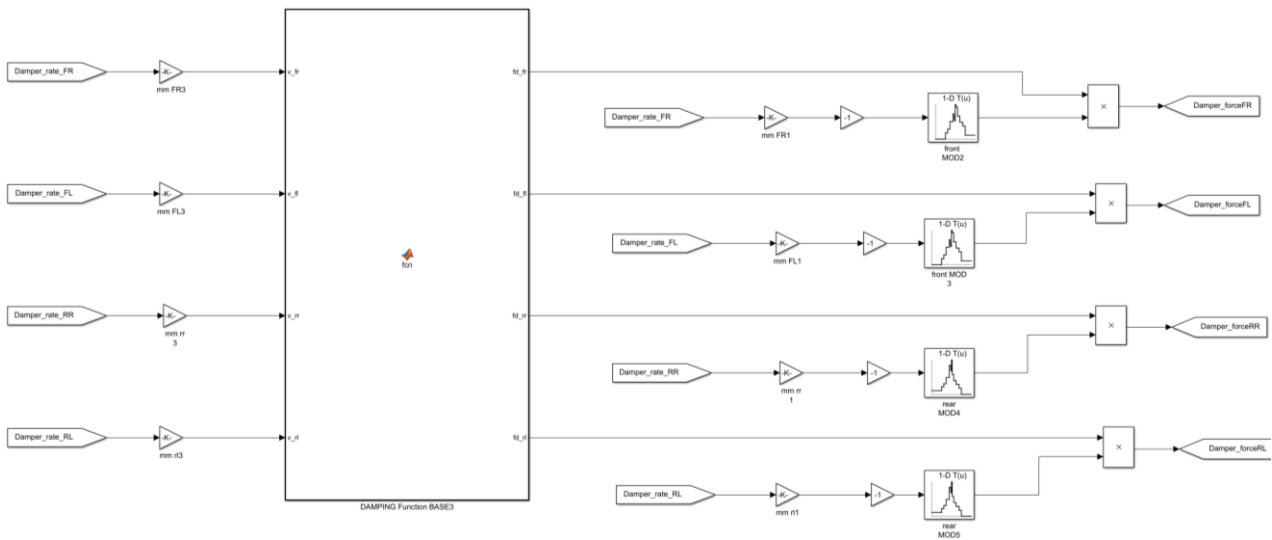 Damper_rate_FR
-K-
mm FR3
v_fr
fd_fr
Damper_rate_FR
-K-
mm FR1
-1
1-D T(u)
front
MOD2
×
Damper_forceFR
Damper_rate_FL
-K-
mm FL3
v_fl
fd_fl
Damper_rate_FL
-K-
mm FL1
-1
1-D T(u)
front MOD
3
×
Damper_forceFL
fcn
Damper_rate_RR
-K-
mm rr
3
v_rr
fd_rr
Damper_rate_RR
-K-
mm rr
1
-1
1-D T(u)
rear
MOD4
×
Damper_forceRR
Damper_rate_RL
-K-
mm rl3
v_rl
fd_rl
Damper_rate_RL
-K-
mm rl1
-1
1-D T(u)
rear
MOD5
×
Damper_forceRL
DAMPING Function BASE3